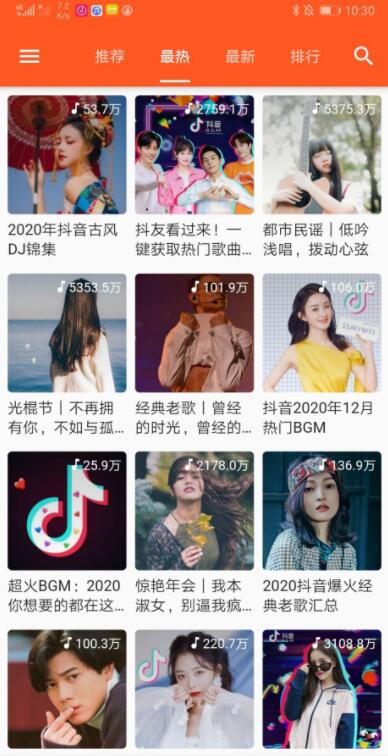 7.2
K/s
10:30
推荐
最热
最新
排行
53.7万
2759.1万
5375.3万
抖音
BGM
2020年抖音古风
DJ锦集
抖友看过来！一
键获取热门歌曲...
都市民谣｜低吟
浅唱，拨动心弦
5353.5万
101.9万
106.0万
光棍节｜不再拥
有你，不如与孤...
经典老歌｜曾经
的时光，曾经的...
抖音2020年12月
热门BGM
25.9万
2178.0万
136.9万
超火BGM：2020
你想要的都在这...
惊艳年会｜我本
淑女，别逼我疯...
2020抖音爆火经
典老歌汇总
100.3万
220.7万
3108.8万
抖音